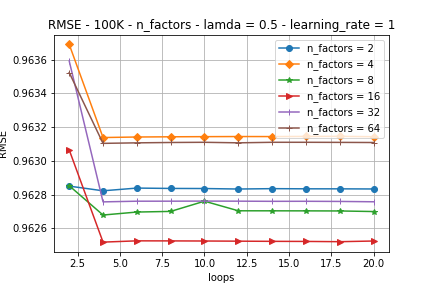 RMSE - 100K - n_factors - lamda = 0.5 - learning_rate = 1
n_factors = 2
n_factors = 4
n_factors = 8
n_factors = 16
n_factors = 32
n_factors = 64
0.9636
0.9634
0.9632
0.9630
0.9628
0.9626
RMSE
2.5 5.0 7.5 10.0 12.5 15.0 17.5 20.0
loops